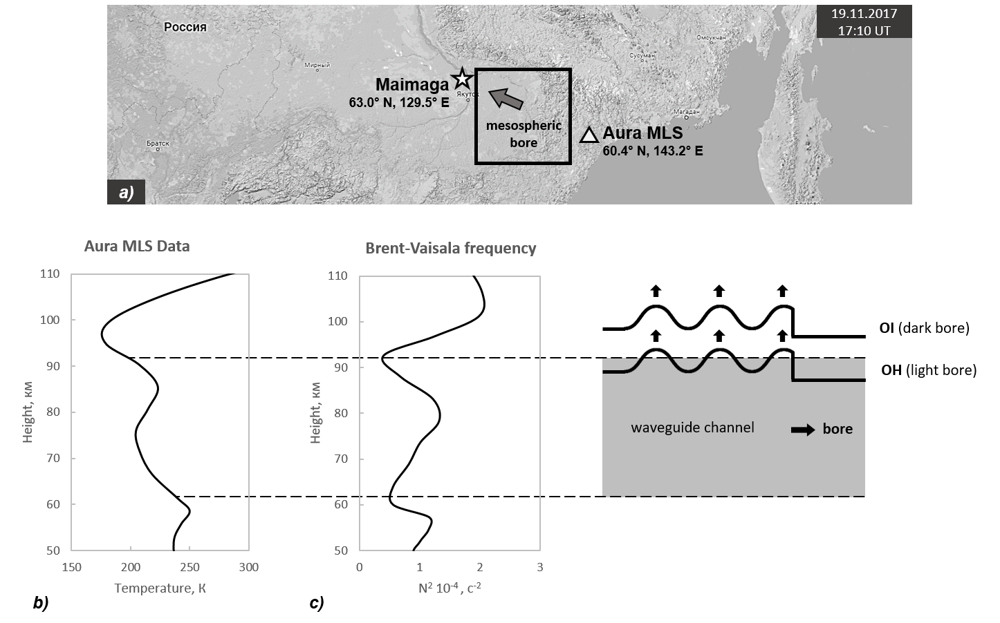 Россия
19.11.2017
17:10 UT
Омсукчан
Сусуман
Мирный
Maimaga
63.0° N, 129.5° E
Якутск
Магадан
mesospheric
bore
Aura MLS
60.4° N, 143.2° E
Братск
a)
Aura MLS Data
Brent-Vaisala frequency
110
100
90
80
70
60
50
Height, км
150 200 250 300
Temperature, K
b)
110
100
90
80
70
60
50
Height, км
0 1 2 3
N² 10⁻⁴ , c⁻²
c)
OI (dark bore)
OH (light bore)
waveguide channel
bore